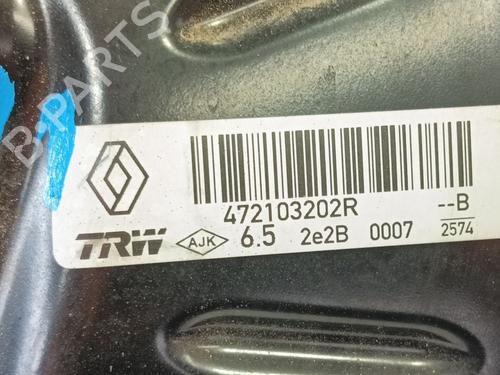 B-PARTS
472103202R
--B
TRW AJK 6.5 2e2B 0007 2574